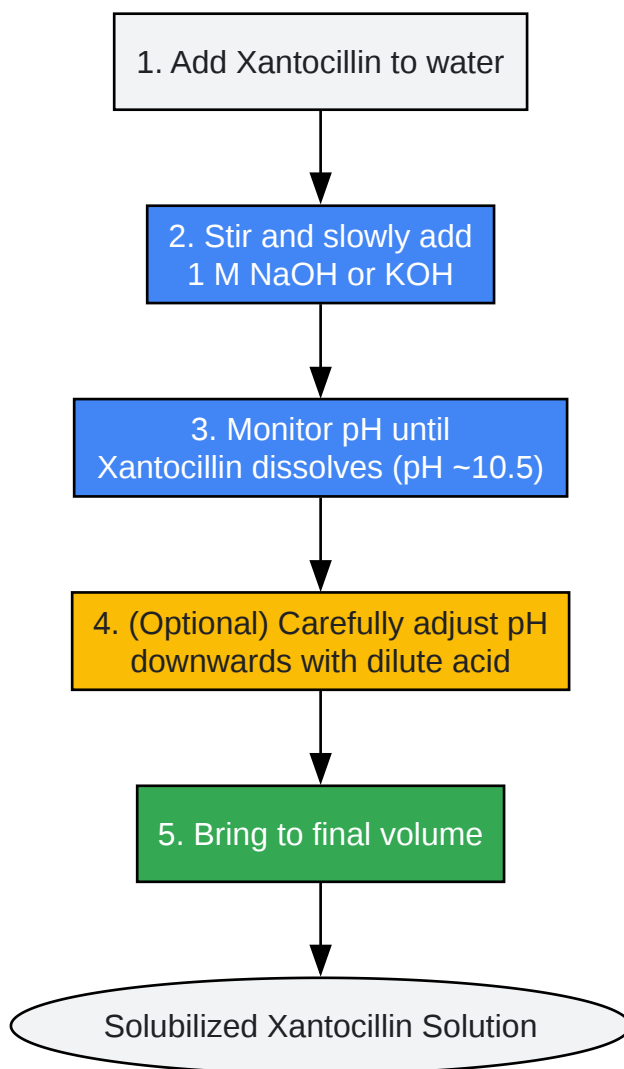 1. Add Xantocillin to water
2. Stir and slowly add
1 M NaOH or KOH
3. Monitor pH until
Xantocillin dissolves (pH ~10.5)
4. (Optional) Carefully adjust pH
downwards with dilute acid
5. Bring to final volume
Solubilized Xantocillin Solution